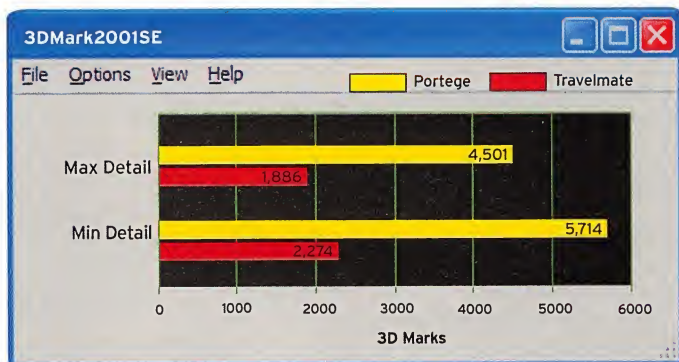 3DMark2001SE
File Options View Help
Portege Travelmate
Max Detail
4,501
1,886
Min Detail
5,714
2,274
0 1000 2000 3000 4000 5000 6000
3D Marks